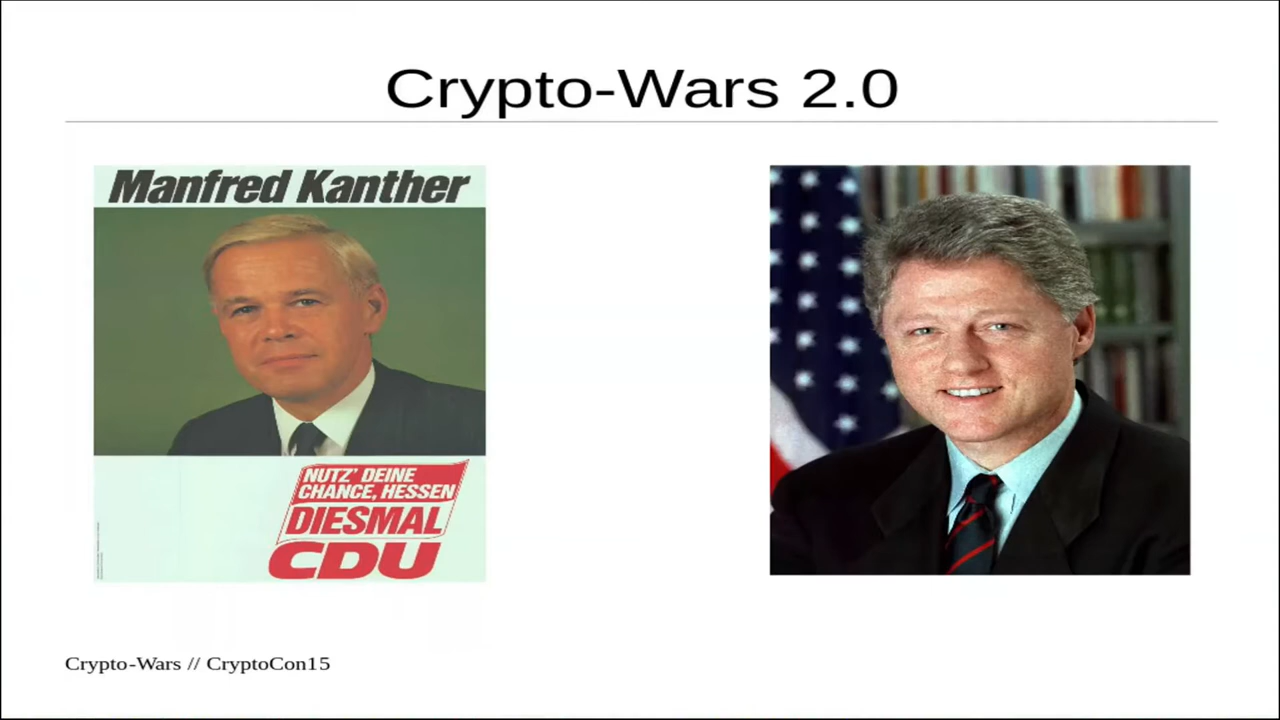 Crypto-Wars 2.0
Manfred Kanther
NUTZ' DEINE
CHANCE, HESSEN
DIESMAL
CDU
Crypto-Wars // CryptoCon15